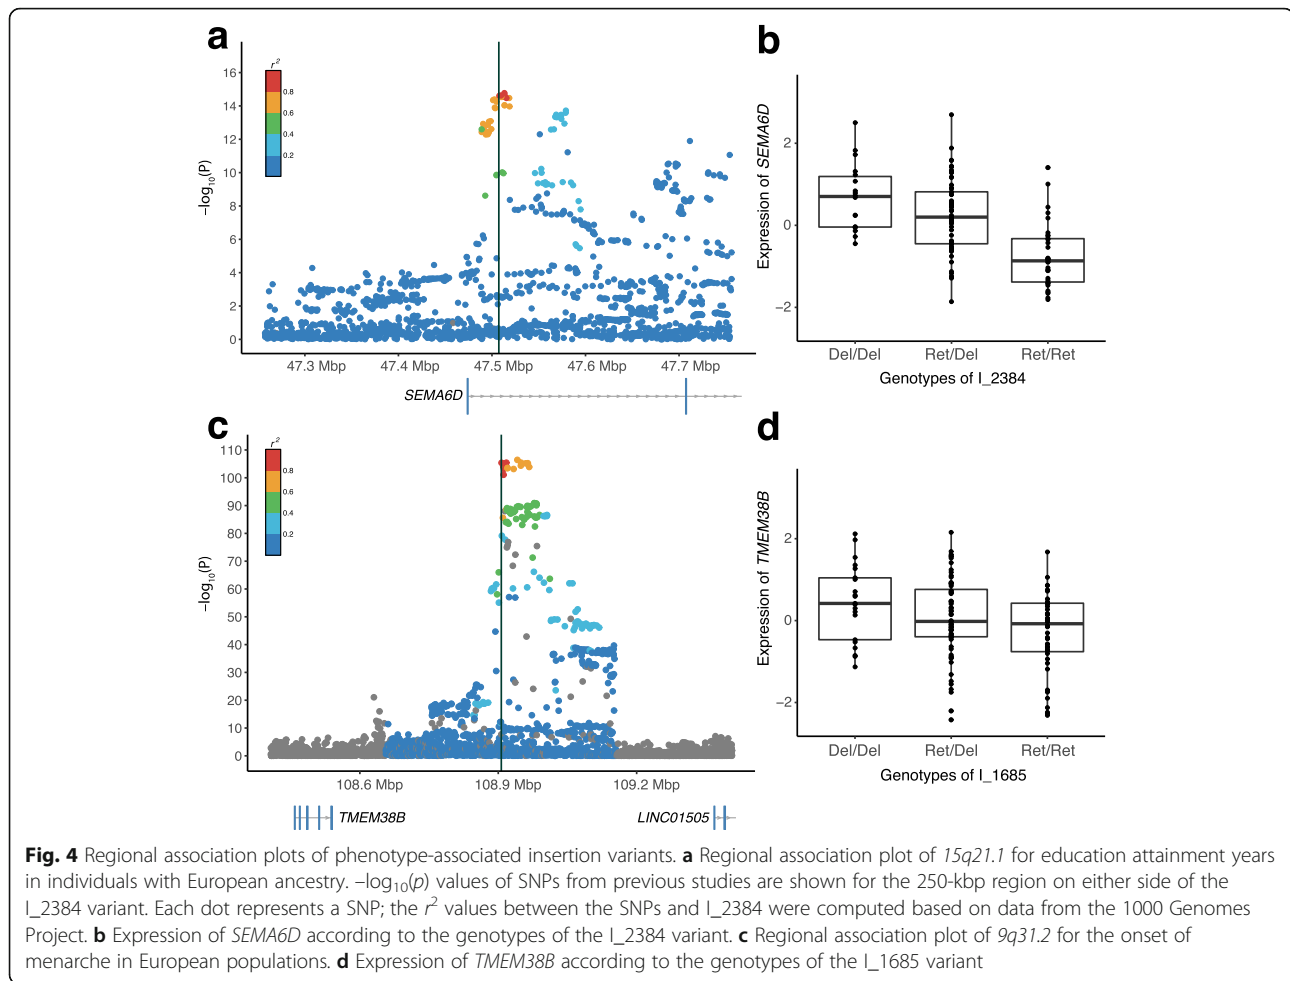 a
r²
0.8
0.6
0.4
0.2
16
14
12
10
8
6
4
2
0
−log₁₀(P)
47.3 Mbp 47.4 Mbp 47.5 Mbp 47.6 Mbp 47.7 Mbp
SEMA6D
b
2
0
−2
Expression of SEMA6D
Del/Del Ret/Del Ret/Ret
Genotypes of I_2384
c
r²
0.8
0.6
0.4
0.2
110
100
90
80
70
60
50
40
30
20
10
0
−log₁₀(P)
108.6 Mbp 108.9 Mbp 109.2 Mbp
TMEM38B LINC01505
d
2
0
−2
Expression of TMEM38B
Del/Del Ret/Del Ret/Ret
Genotypes of I_1685
Fig. 4 Regional association plots of phenotype-associated insertion variants. a Regional association plot of 15q21.1 for education attainment years
in individuals with European ancestry. −log₁₀(p) values of SNPs from previous studies are shown for the 250-kbp region on either side of the
I_2384 variant. Each dot represents a SNP; the r² values between the SNPs and I_2384 were computed based on data from the 1000 Genomes
Project. b Expression of SEMA6D according to the genotypes of the I_2384 variant. c Regional association plot of 9q31.2 for the onset of
menarche in European populations. d Expression of TMEM38B according to the genotypes of the I_1685 variant